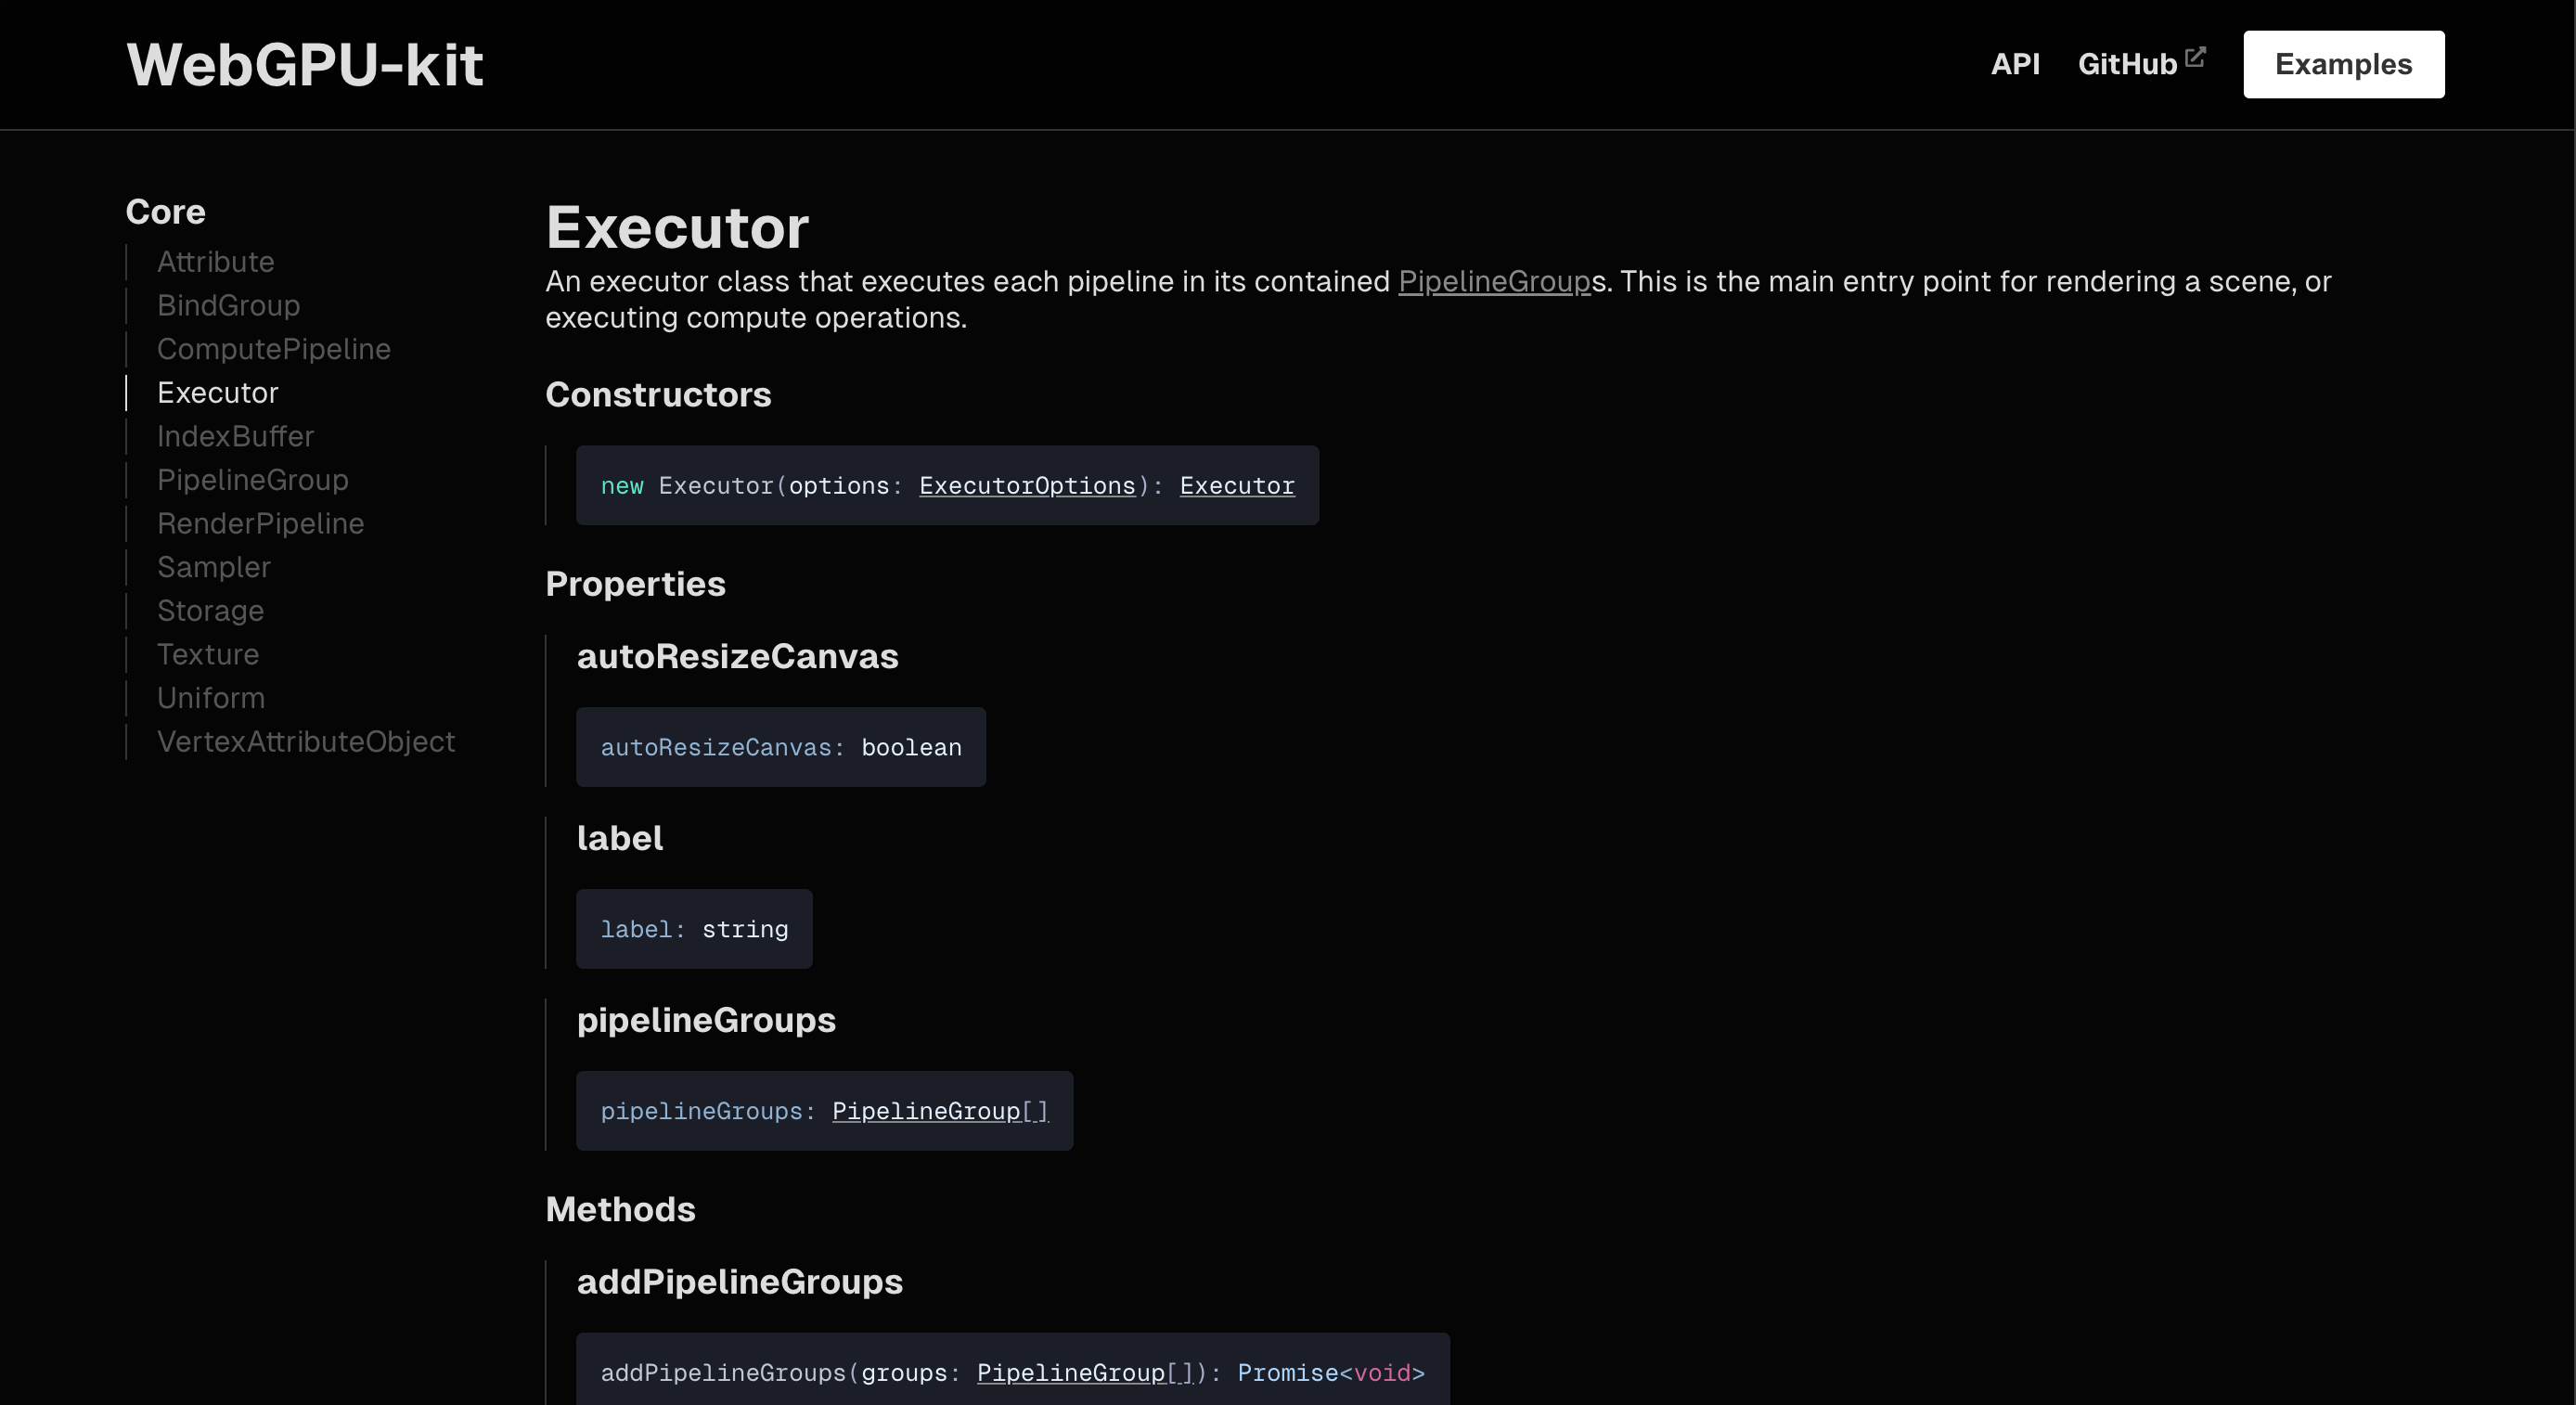 WebGPU-kit
API GitHub Examples
Core
Attribute
BindGroup
ComputePipeline
Executor
IndexBuffer
PipelineGroup
RenderPipeline
Sampler
Storage
Texture
Uniform
VertexAttributeObject
Executor
An executor class that executes each pipeline in its contained PipelineGroups. This is the main entry point for rendering a scene, or
executing compute operations.
Constructors
new Executor(options: ExecutorOptions): Executor
Properties
autoResizeCanvas
autoResizeCanvas: boolean
label
label: string
pipelineGroups
pipelineGroups: PipelineGroup[]
Methods
addPipelineGroups
addPipelineGroups(groups: PipelineGroup[]): Promise<void>